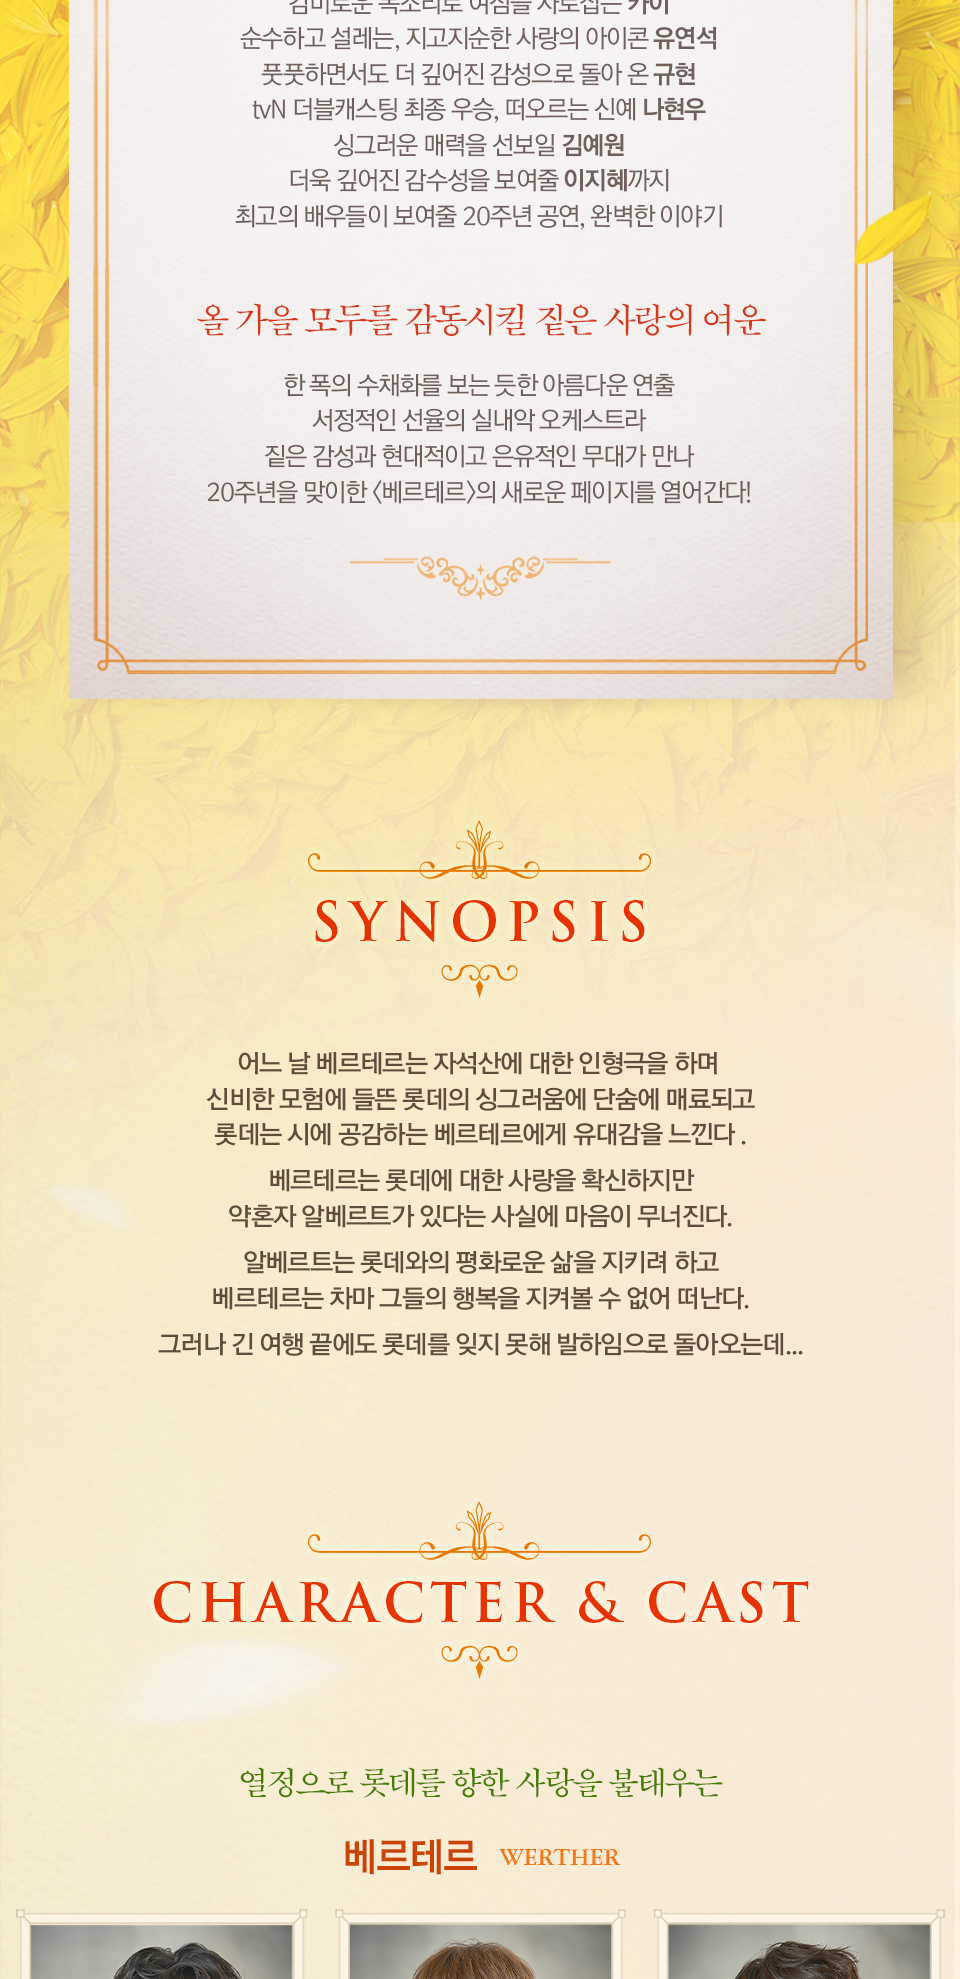 감미로운 목소리로 여심을 사로잡는 카이
순수하고 설레는, 지고지순한 사랑의 아이콘 유연석
풋풋하면서도 더 깊어진 감성으로 돌아 온 규현
tvN 더블캐스팅 최종 우승, 떠오르는 신예 나현우
싱그러운 매력을 선보일 김예원
더욱 깊어진 감수성을 보여줄 이지혜까지
최고의 배우들이 보여줄 20주년 공연, 완벽한 이야기
올 가을 모두를 감동시킬 짙은 사랑의 여운
한 폭의 수채화를 보는 듯한 아름다운 연출
서정적인 선율의 실내악 오케스트라
짙은 감성과 현대적이고 은유적인 무대가 만나
20주년을 맞이한 〈베르테르〉의 새로운 페이지를 열어간다!
SYNOPSIS
어느 날 베르테르는 자석산에 대한 인형극을 하며
신비한 모험에 들뜬 롯데의 싱그러움에 단숨에 매료되고
롯데는 시에 공감하는 베르테르에게 유대감을 느낀다 .
베르테르는 롯데에 대한 사랑을 확신하지만
약혼자 알베르트가 있다는 사실에 마음이 무너진다.
알베르트는 롯데와의 평화로운 삶을 지키려 하고
베르테르는 차마 그들의 행복을 지켜볼 수 없어 떠난다.
그러나 긴 여행 끝에도 롯데를 잊지 못해 발하임으로 돌아오는데...
CHARACTER & CAST
열정으로 롯데를 향한 사랑을 불태우는
베르테르 WERTHER